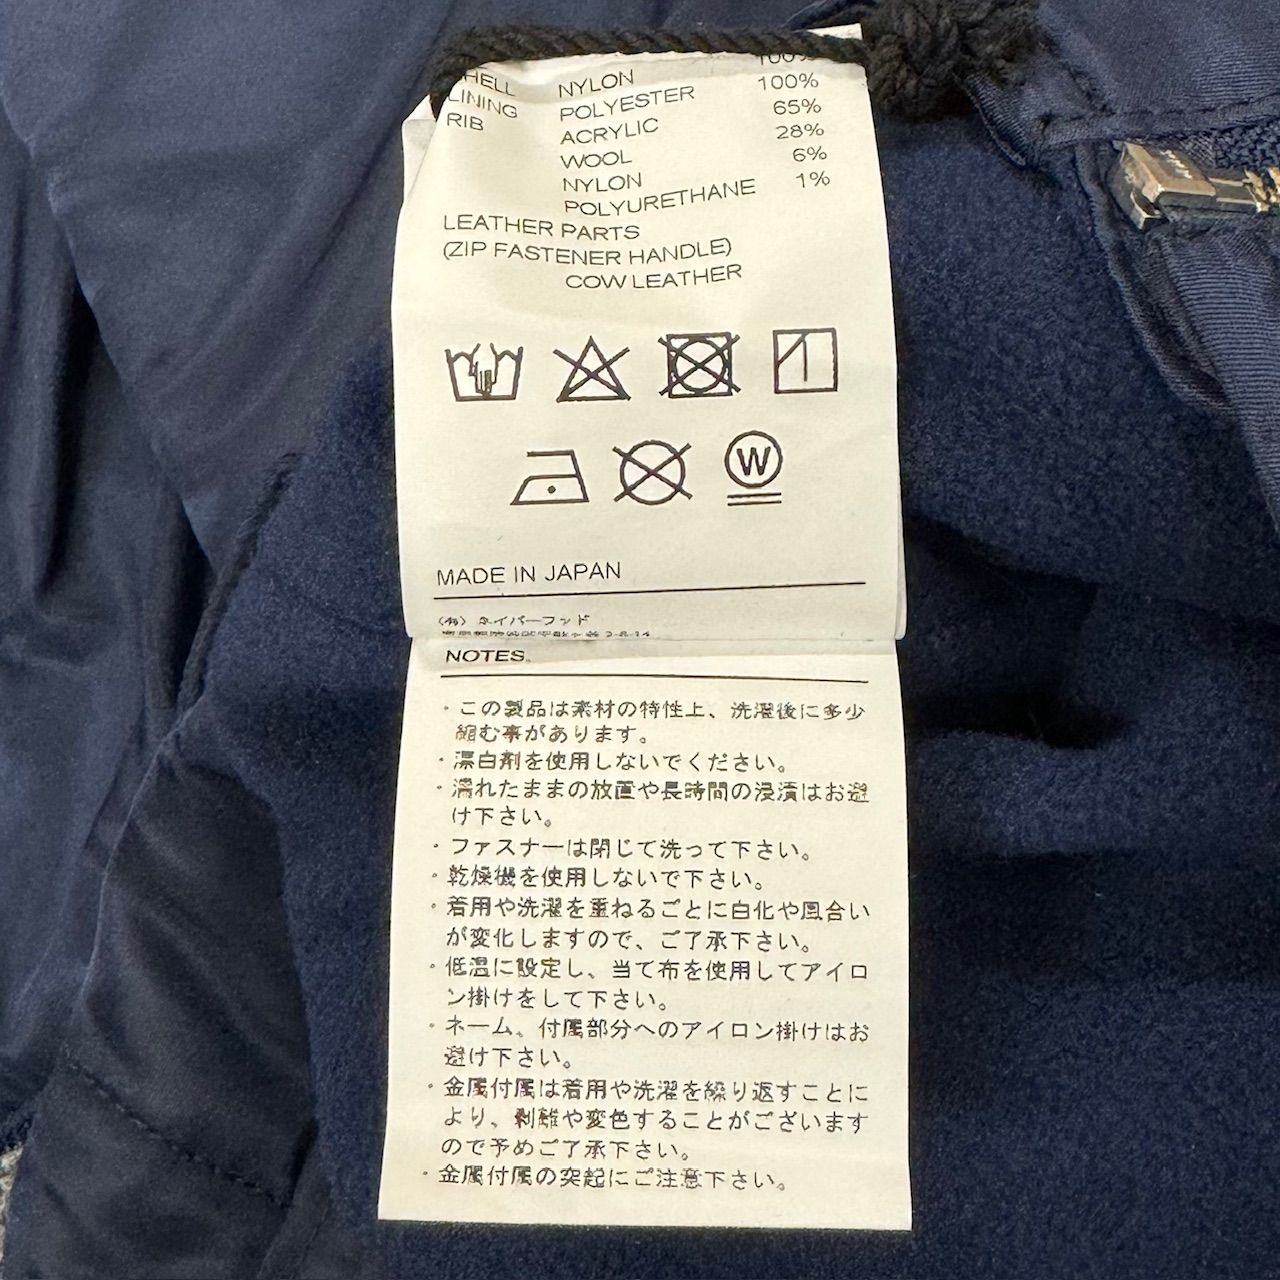 SHELL NYLON 100%
LINING POLYESTER 100%
RIB ACRYLIC 65%
WOOL 28%
NYLON 6%
POLYURETHANE 1%
LEATHER PARTS
(ZIP FASTENER HANDLE)
COW LEATHER
W
MADE IN JAPAN
(有) ネイバーフッド
NOTES.
・この製品は素材の特性上、洗濯後に多少
縮む事があります。
・漂白剤を使用しないでください。
・濡れたままの放置や長時間の浸漬はお避
け下さい。
・ファスナーは閉じて洗って下さい。
・乾燥機を使用しないで下さい。
・着用や洗濯を重ねるごとに白化や風合い
が変化しますので、ご了承下さい。
・低温に設定し、当て布を使用してアイロ
ン掛けをして下さい。
・ネーム、付属部分へのアイロン掛けはお
避け下さい。
・金属付属は着用や洗濯を繰り返すことに
より、剥離や変色することがございます
ので予めご了承下さい。
・金属付属の突起にご注意下さい。